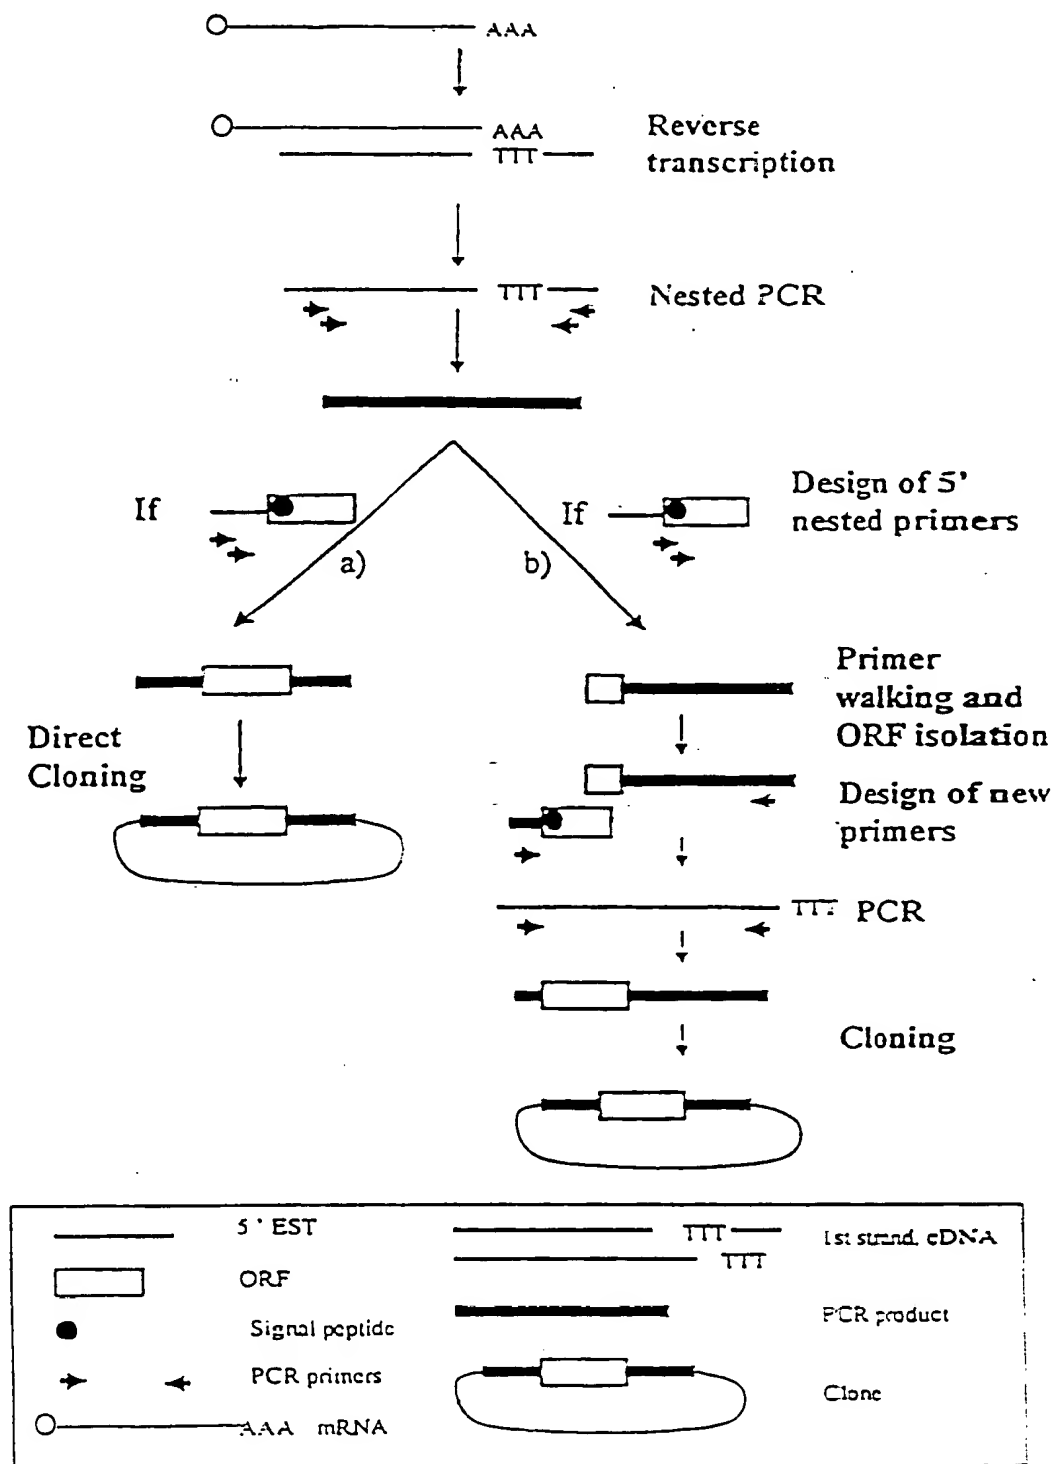 AAA
AAA
TTT
Reverse
transcription
TTT
Nested PCR
If
If
Design of 5'
nested primers
a)
b)
Primer
walking and
ORF isolation
Direct
Cloning
Design of new
primers
TTT PCR
Cloning
5' EST
TTT
1st strand, cDNA
TTT
ORF
Signal peptide
PCR product
PCR primers
Clone
AAA mRNA